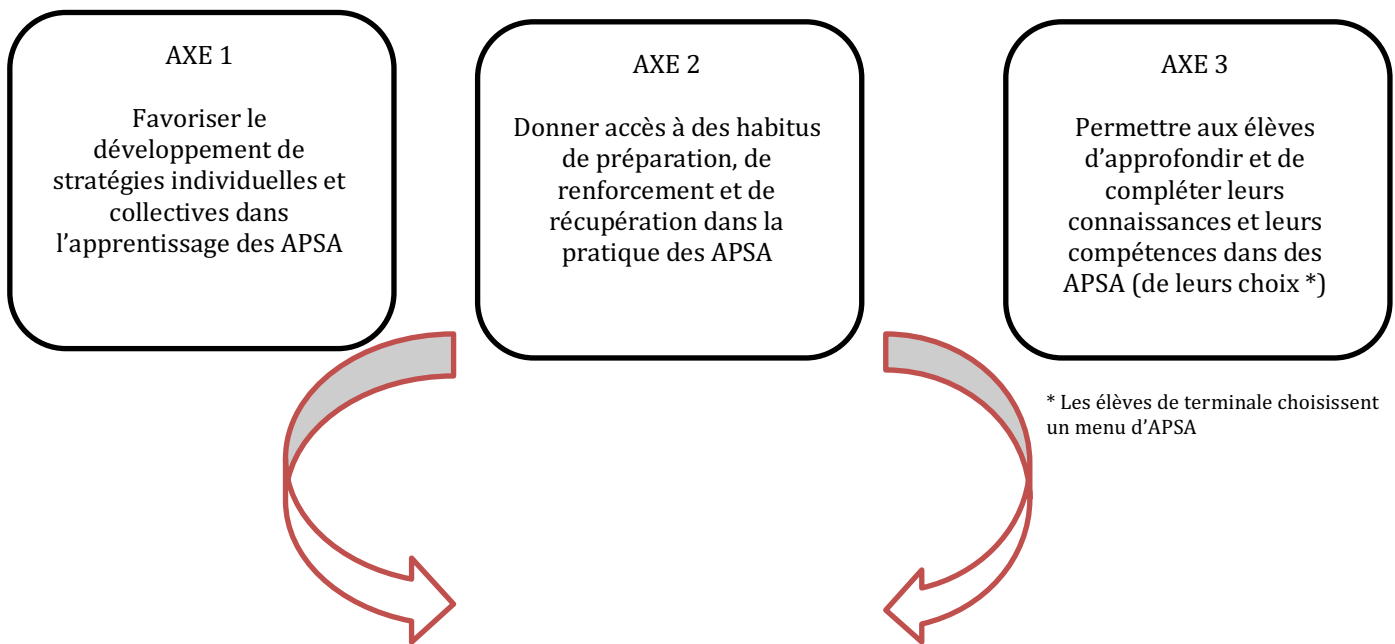 AXE 1
Favoriser le
développement de
stratégies individuelles et
collectives dans
l’apprentissage des APSA
AXE 2
Donner accès à des habitus
de préparation, de
renforcement et de
récupération dans la
pratique des APSA
AXE 3
Permettre aux élèves
d’approfondir et de
compléter leurs
connaissances et leurs
compétences dans des
APSA (de leurs choix *)
* Les élèves de terminale choisissent
un menu d’APSA